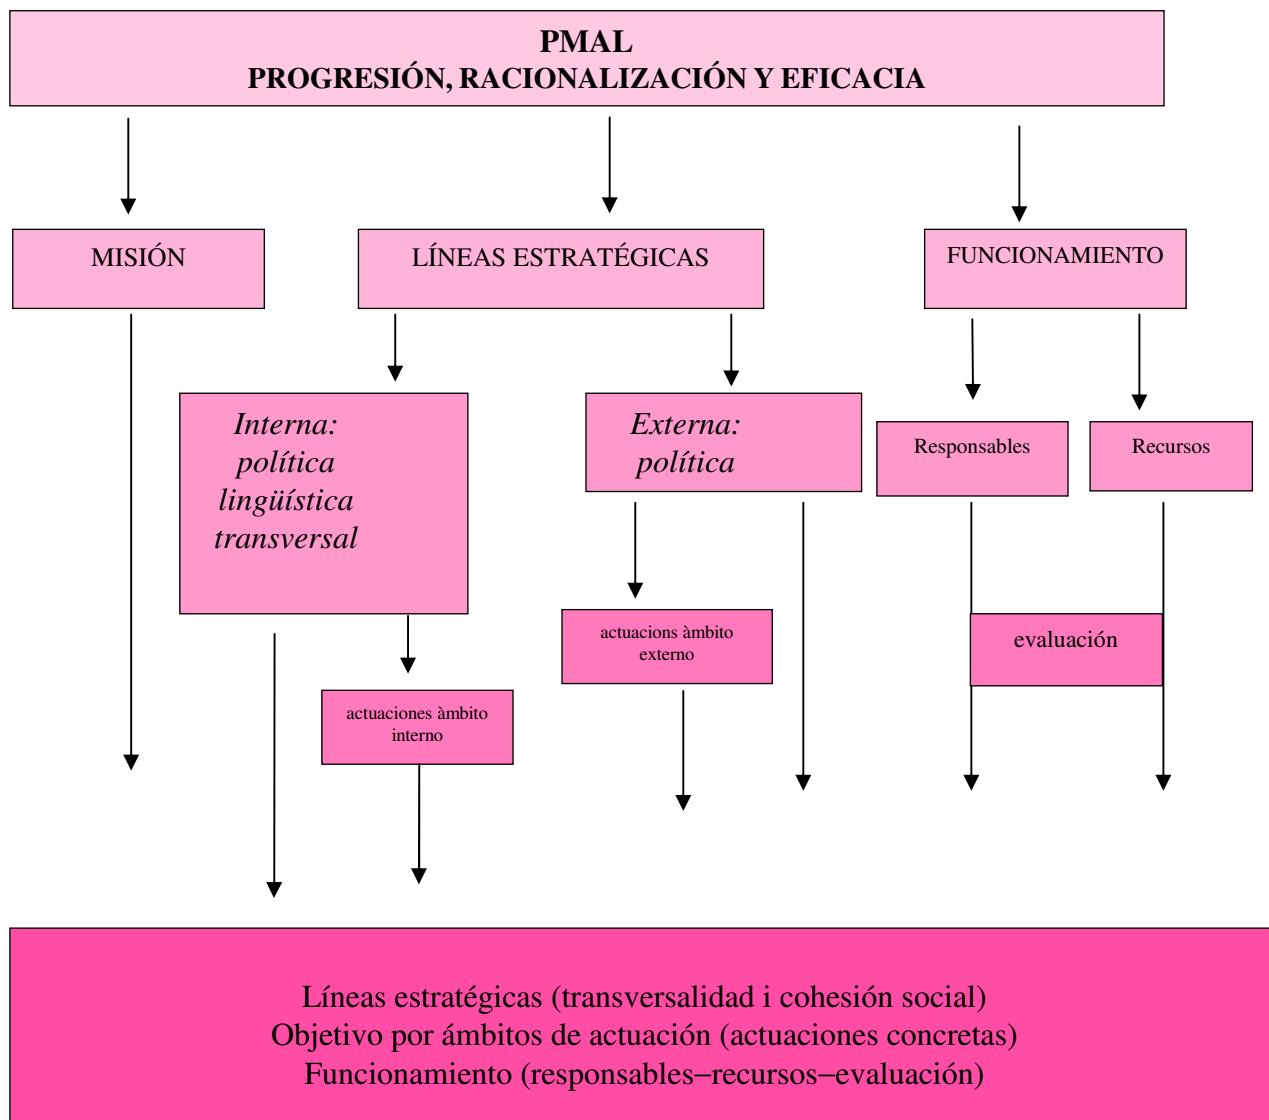 PMAL
PROGRESIÓN, RACIONALIZACIÓN Y EFICACIA
MISIÓN
LÍNEAS ESTRATÉGICAS
FUNCIONAMIENTO
Interna:
política
lingüística
transversal
Externa:
política
Responsables
Recursos
actuacions àmbito
externo
evaluación
actuaciones àmbito
interno
Líneas estratégicas (transversalidad i cohesión social)
Objetivo por ámbitos de actuación (actuaciones concretas)
Funcionamiento (responsables–recursos–evaluación)